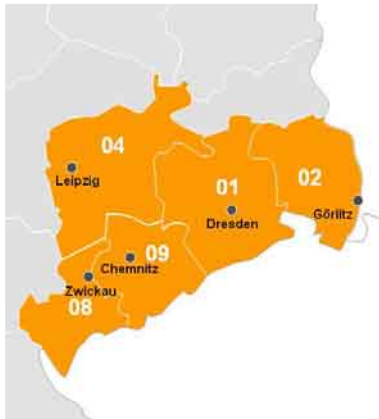 04
Leipzig
01
02
Dresden
Görlitz
09
Chemnitz
Zwickau
08